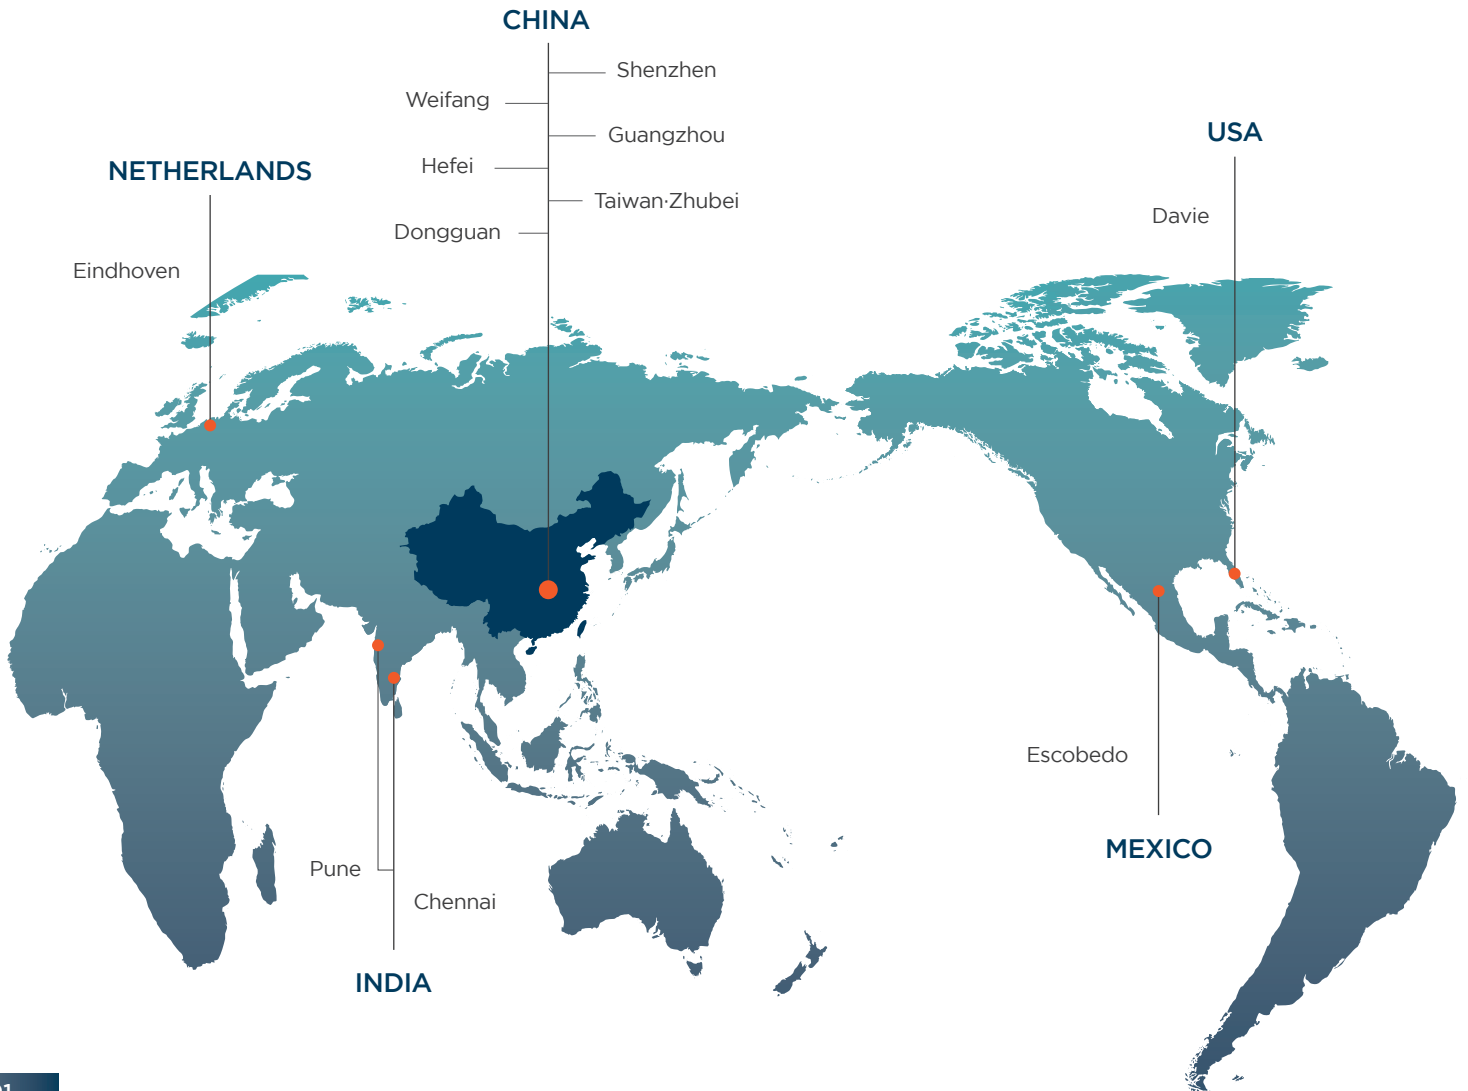 CHINA
Shenzhen
Weifang
Guangzhou
Hefei
Taiwan·Zhubei
Dongguan
NETHERLANDS
Eindhoven
USA
Davie
Escobedo
MEXICO
Pune
Chennai
INDIA